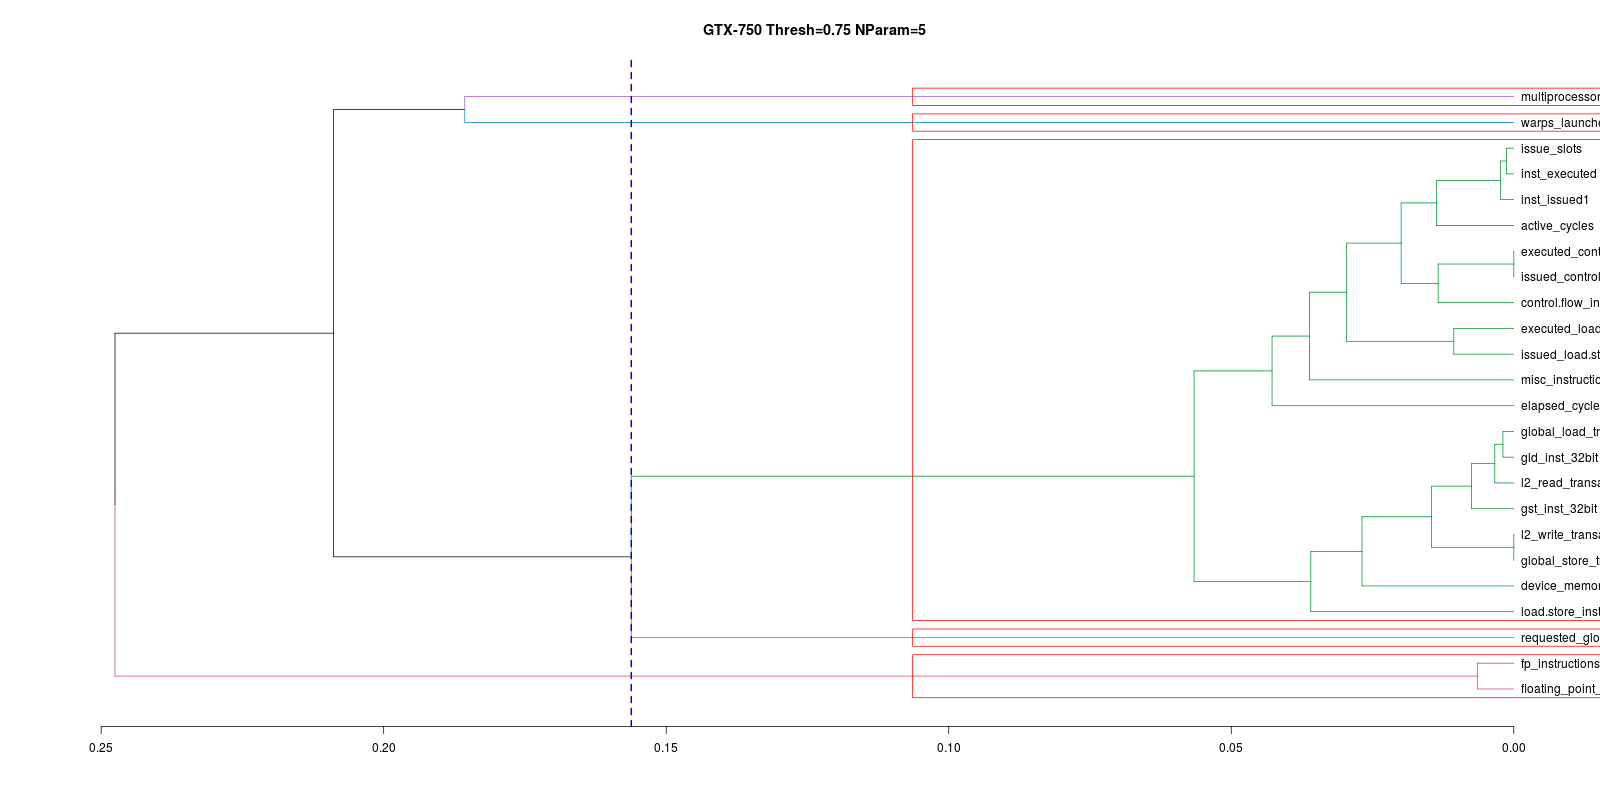 GTX-750 Thresh=0.75 NParam=5
multiprocessor
warps_launche
issue_slots
inst_executed
inst_issued1
active_cycles
executed_cont
issued_control
control.flow_in
executed_load
issued_load.st
misc_instructio
elapsed_cycle
global_load_tr
gld_inst_32bit
l2_read_transa
gst_inst_32bit
l2_write_transa
global_store_t
device_memor
load.store_inst
requested_glo
fp_instructions
floating_point_
0.25 0.20 0.15 0.10 0.05 0.00